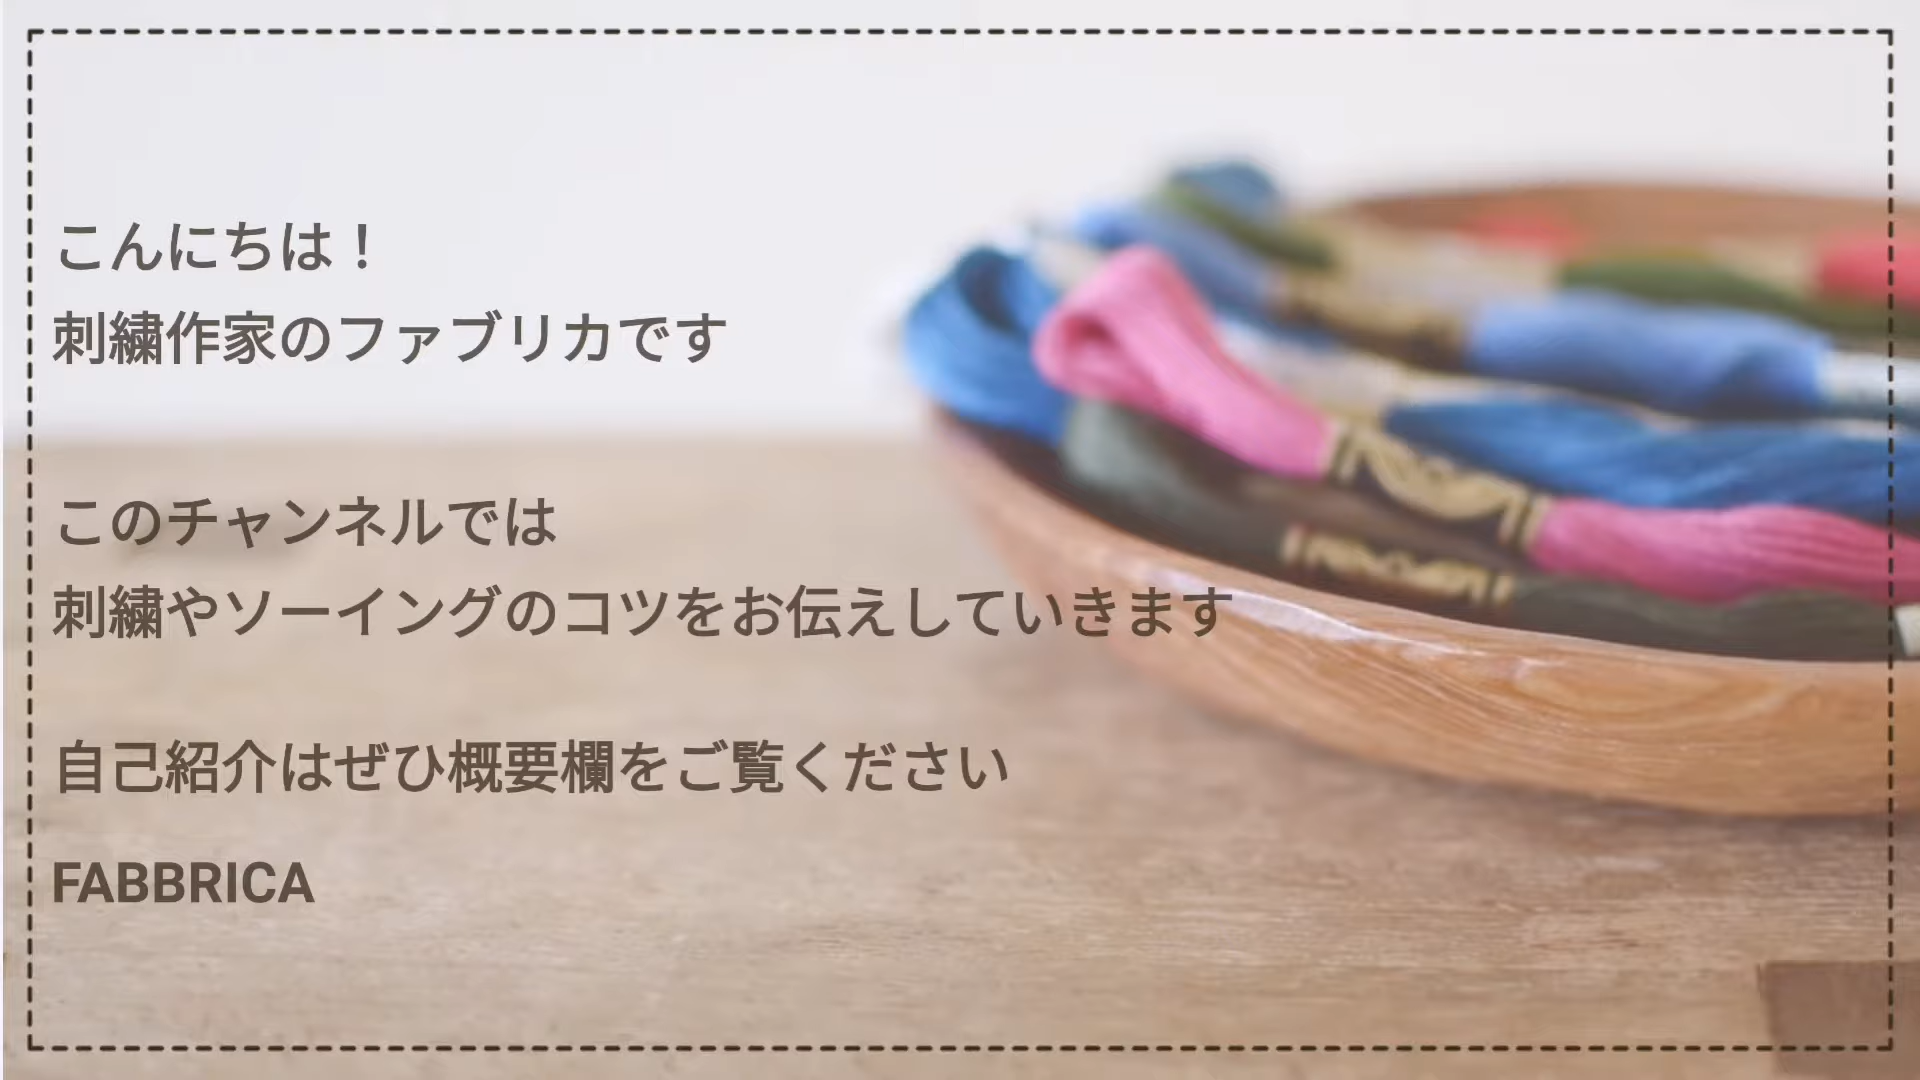 こんにちは！
刺繍作家のファブリカです
このチャンネルでは
刺繍やソーイングのコツをお伝えしていきます
自己紹介はぜひ概要欄をご覧ください
FABBRICA